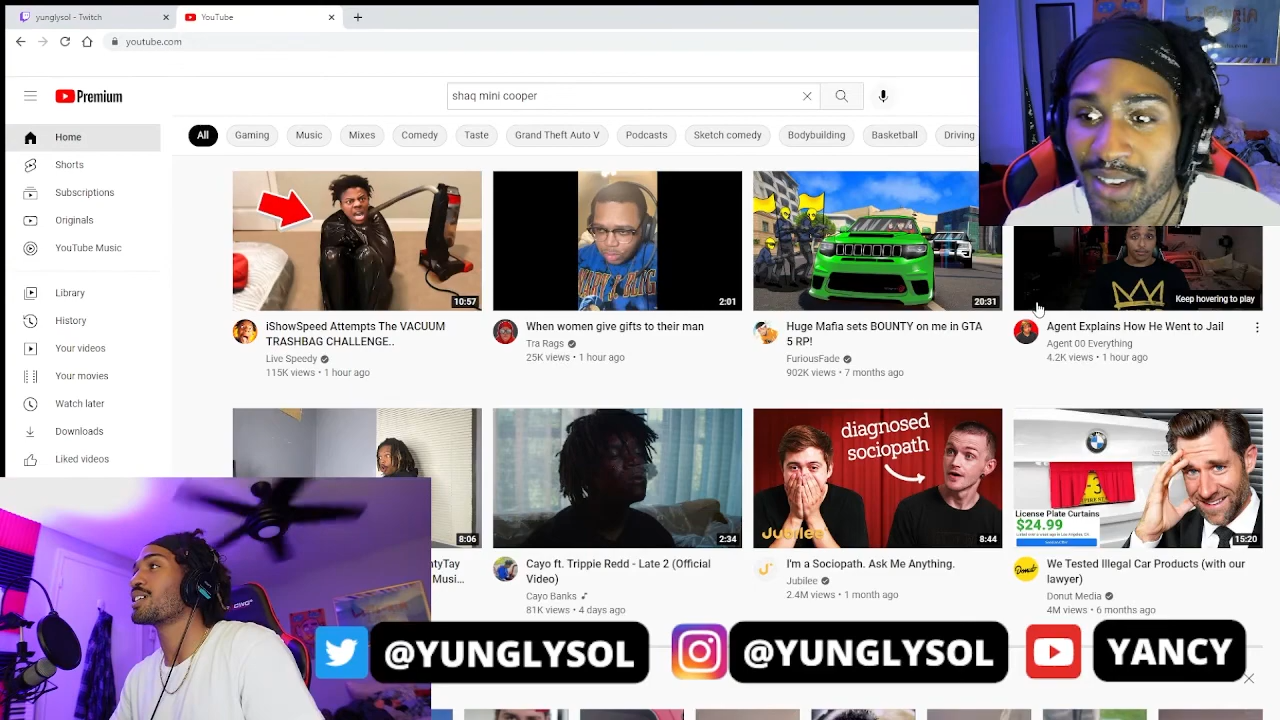 yunglysol - Twitch
YouTube
youtube.com
Premium
shaq mini cooper
All
Gaming
Music
Mixes
Comedy
Taste
Grand Theft Auto V
Podcasts
Sketch comedy
Bodybuilding
Basketball
Driving
Home
Shorts
Subscriptions
Originals
YouTube Music
Library
History
Your videos
Your movies
Watch later
Downloads
Liked videos
10:57
2:01
20:31
Keep hovering to play
iShowSpeed Attempts The VACUUM
TRASHBAG CHALLENGE..
Live Speedy
115K views • 1 hour ago
When women give gifts to their man
Tra Rags
25K views • 1 hour ago
Huge Mafia sets BOUNTY on me in GTA
5 RP!
FuriousFade
902K views • 7 months ago
Agent Explains How He Went to Jail
Agent 00 Everything
4.2K views • 1 hour ago
8:06
2:34
diagnosed
sociopath
Jubilee
8:44
License Plate Curtains
$24.99
15:20
ntyTay
Musi...
Cayo ft. Trippie Redd - Late 2 (Official
Video)
Cayo Banks
81K views • 4 days ago
I'm a Sociopath. Ask Me Anything.
Jubilee
2.4M views • 1 month ago
Donut
We Tested Illegal Car Products (with our
lawyer)
Donut Media
4M views • 6 months ago
@YUNGLYSOL
@YUNGLYSOL
YANCY